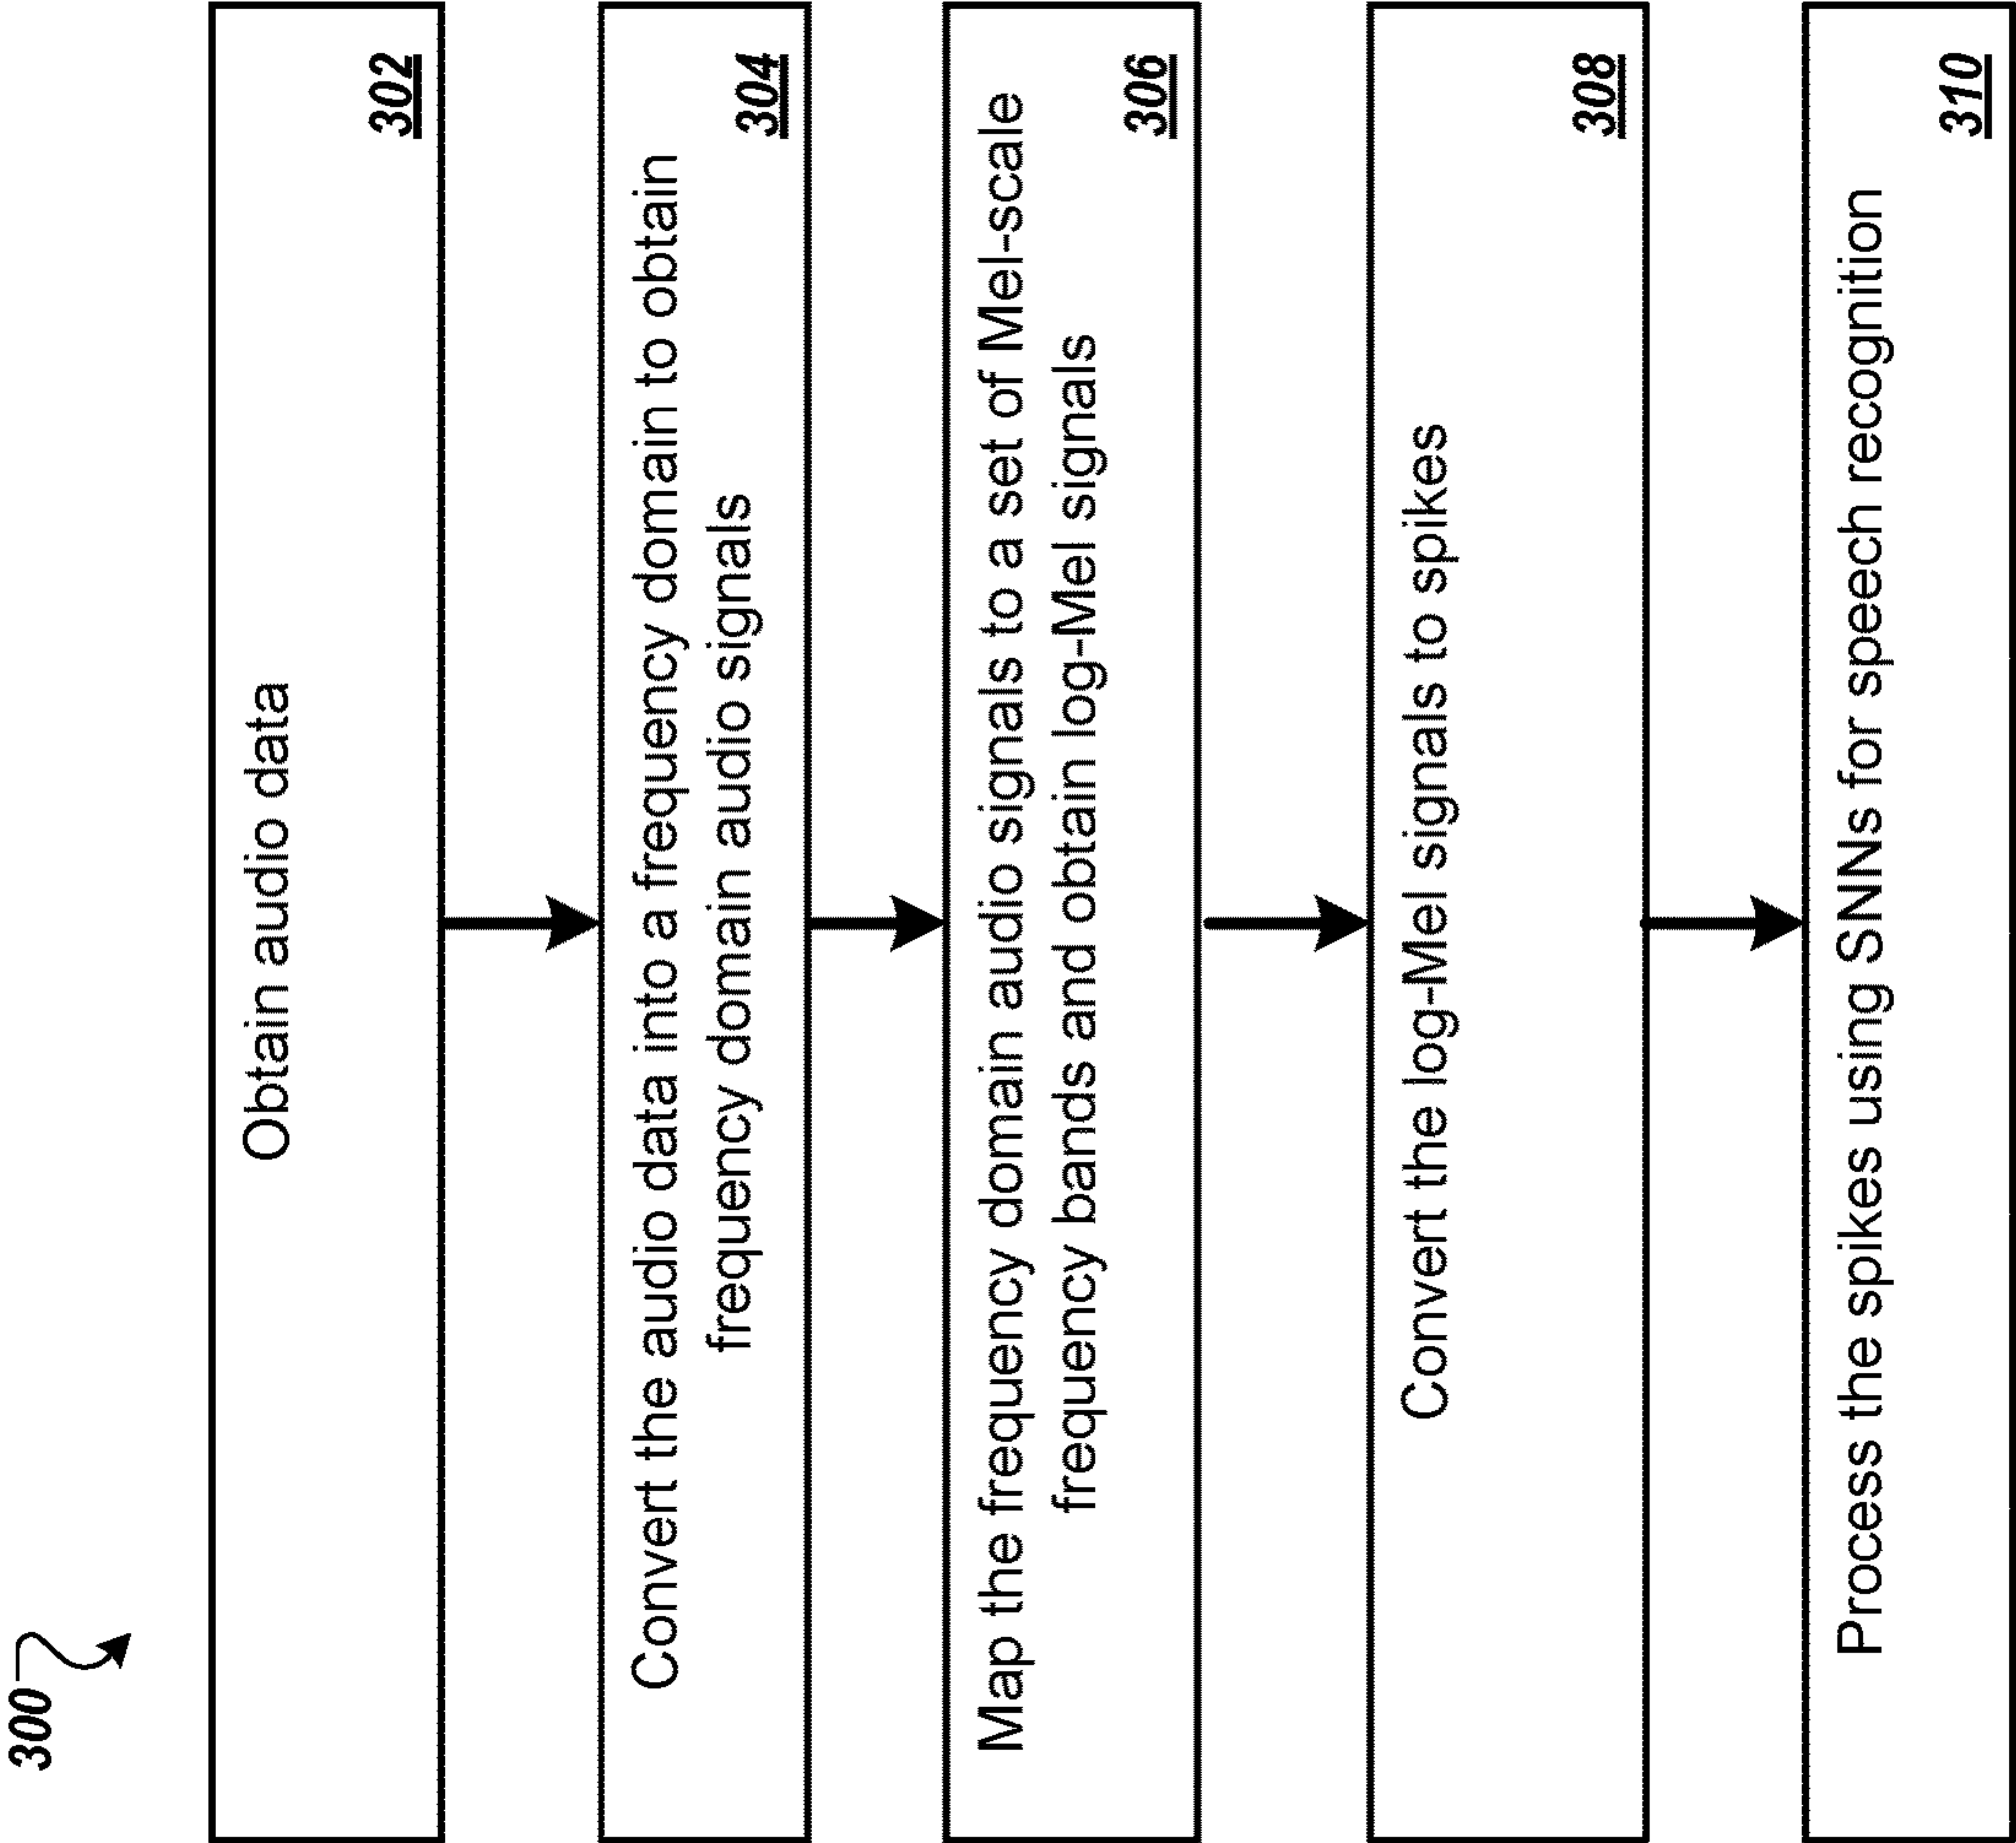 300
Obtain audio data
302
Convert the audio data into a frequency domain to obtain
frequency domain audio signals
304
Map the frequency domain audio signals to a set of Mel-scale
frequency bands and obtain log-Mel signals
306
Convert the log-Mel signals to spikes
308
Process the spikes using SNNs for speech recognition
310